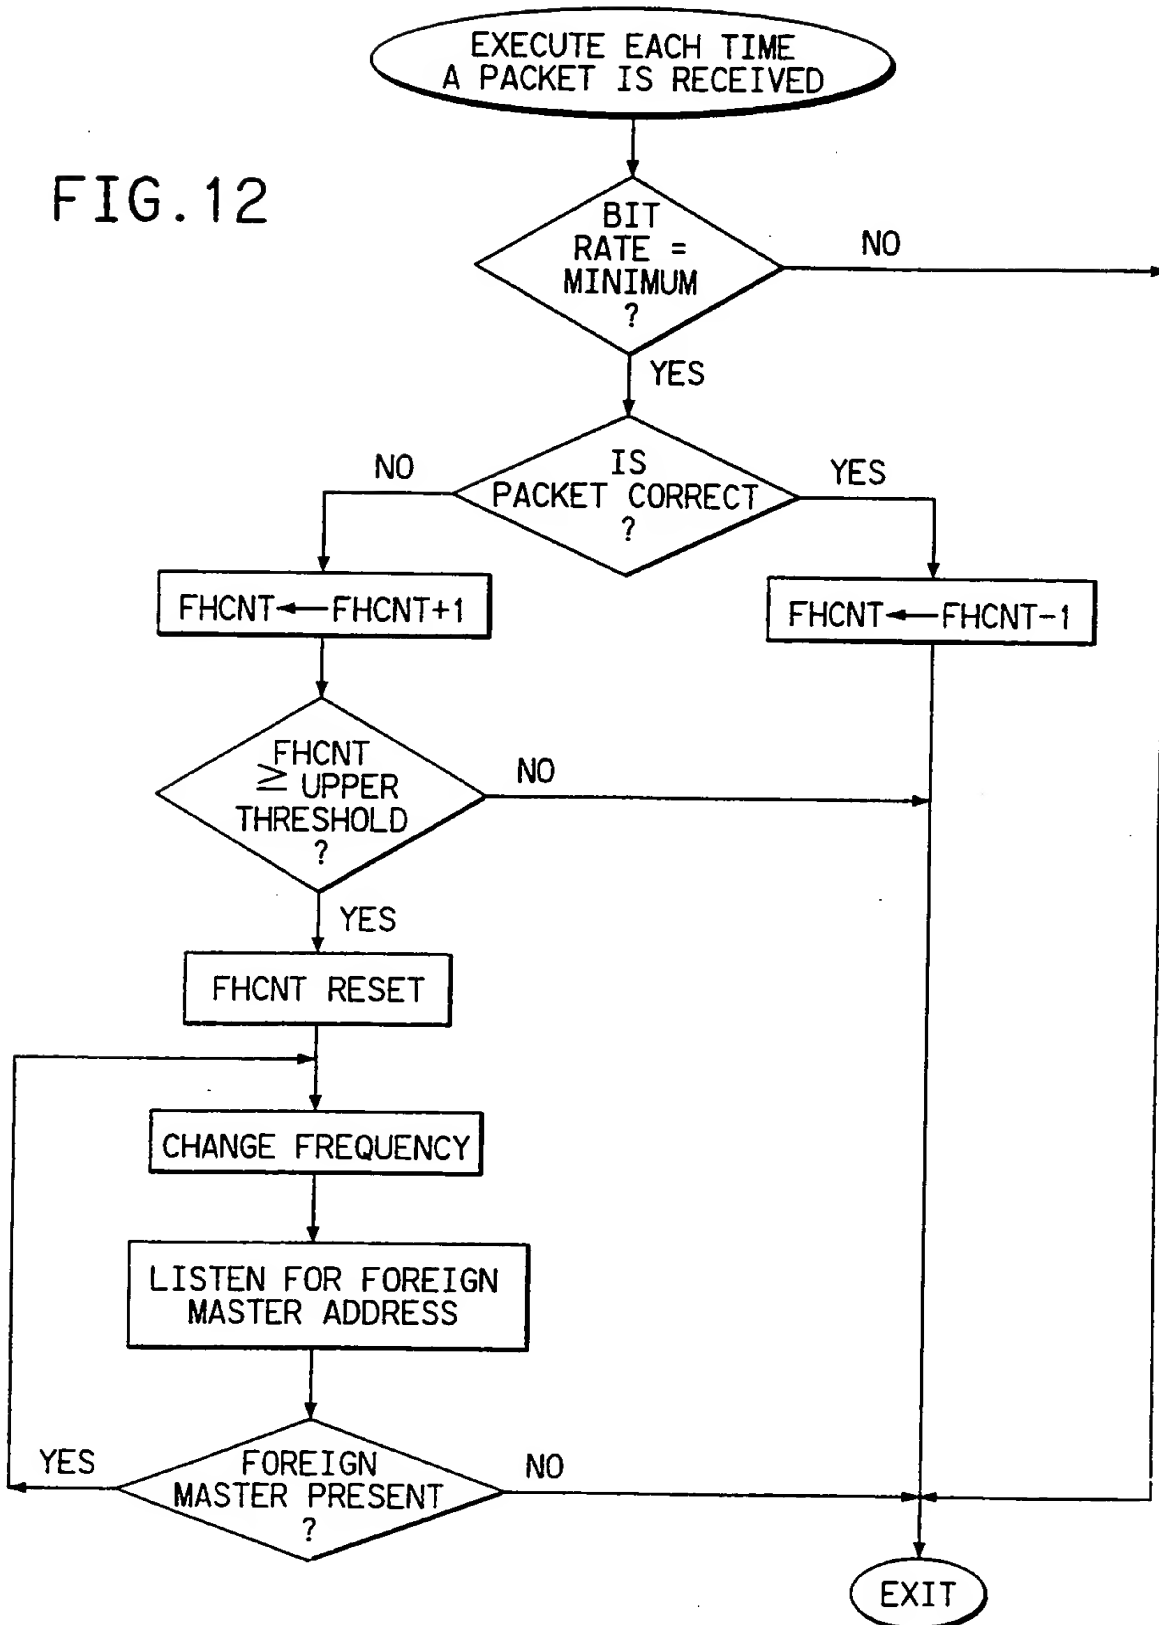 EXECUTE EACH TIME
A PACKET IS RECEIVED
FIG.12
BIT
RATE =
MINIMUM
?
NO
YES
IS
PACKET CORRECT
?
NO
YES
FHCNT←FHCNT+1
FHCNT←FHCNT-1
FHCNT
≥ UPPER
THRESHOLD
?
NO
YES
FHCNT RESET
CHANGE FREQUENCY
LISTEN FOR FOREIGN
MASTER ADDRESS
FOREIGN
MASTER PRESENT
?
YES
NO
EXIT